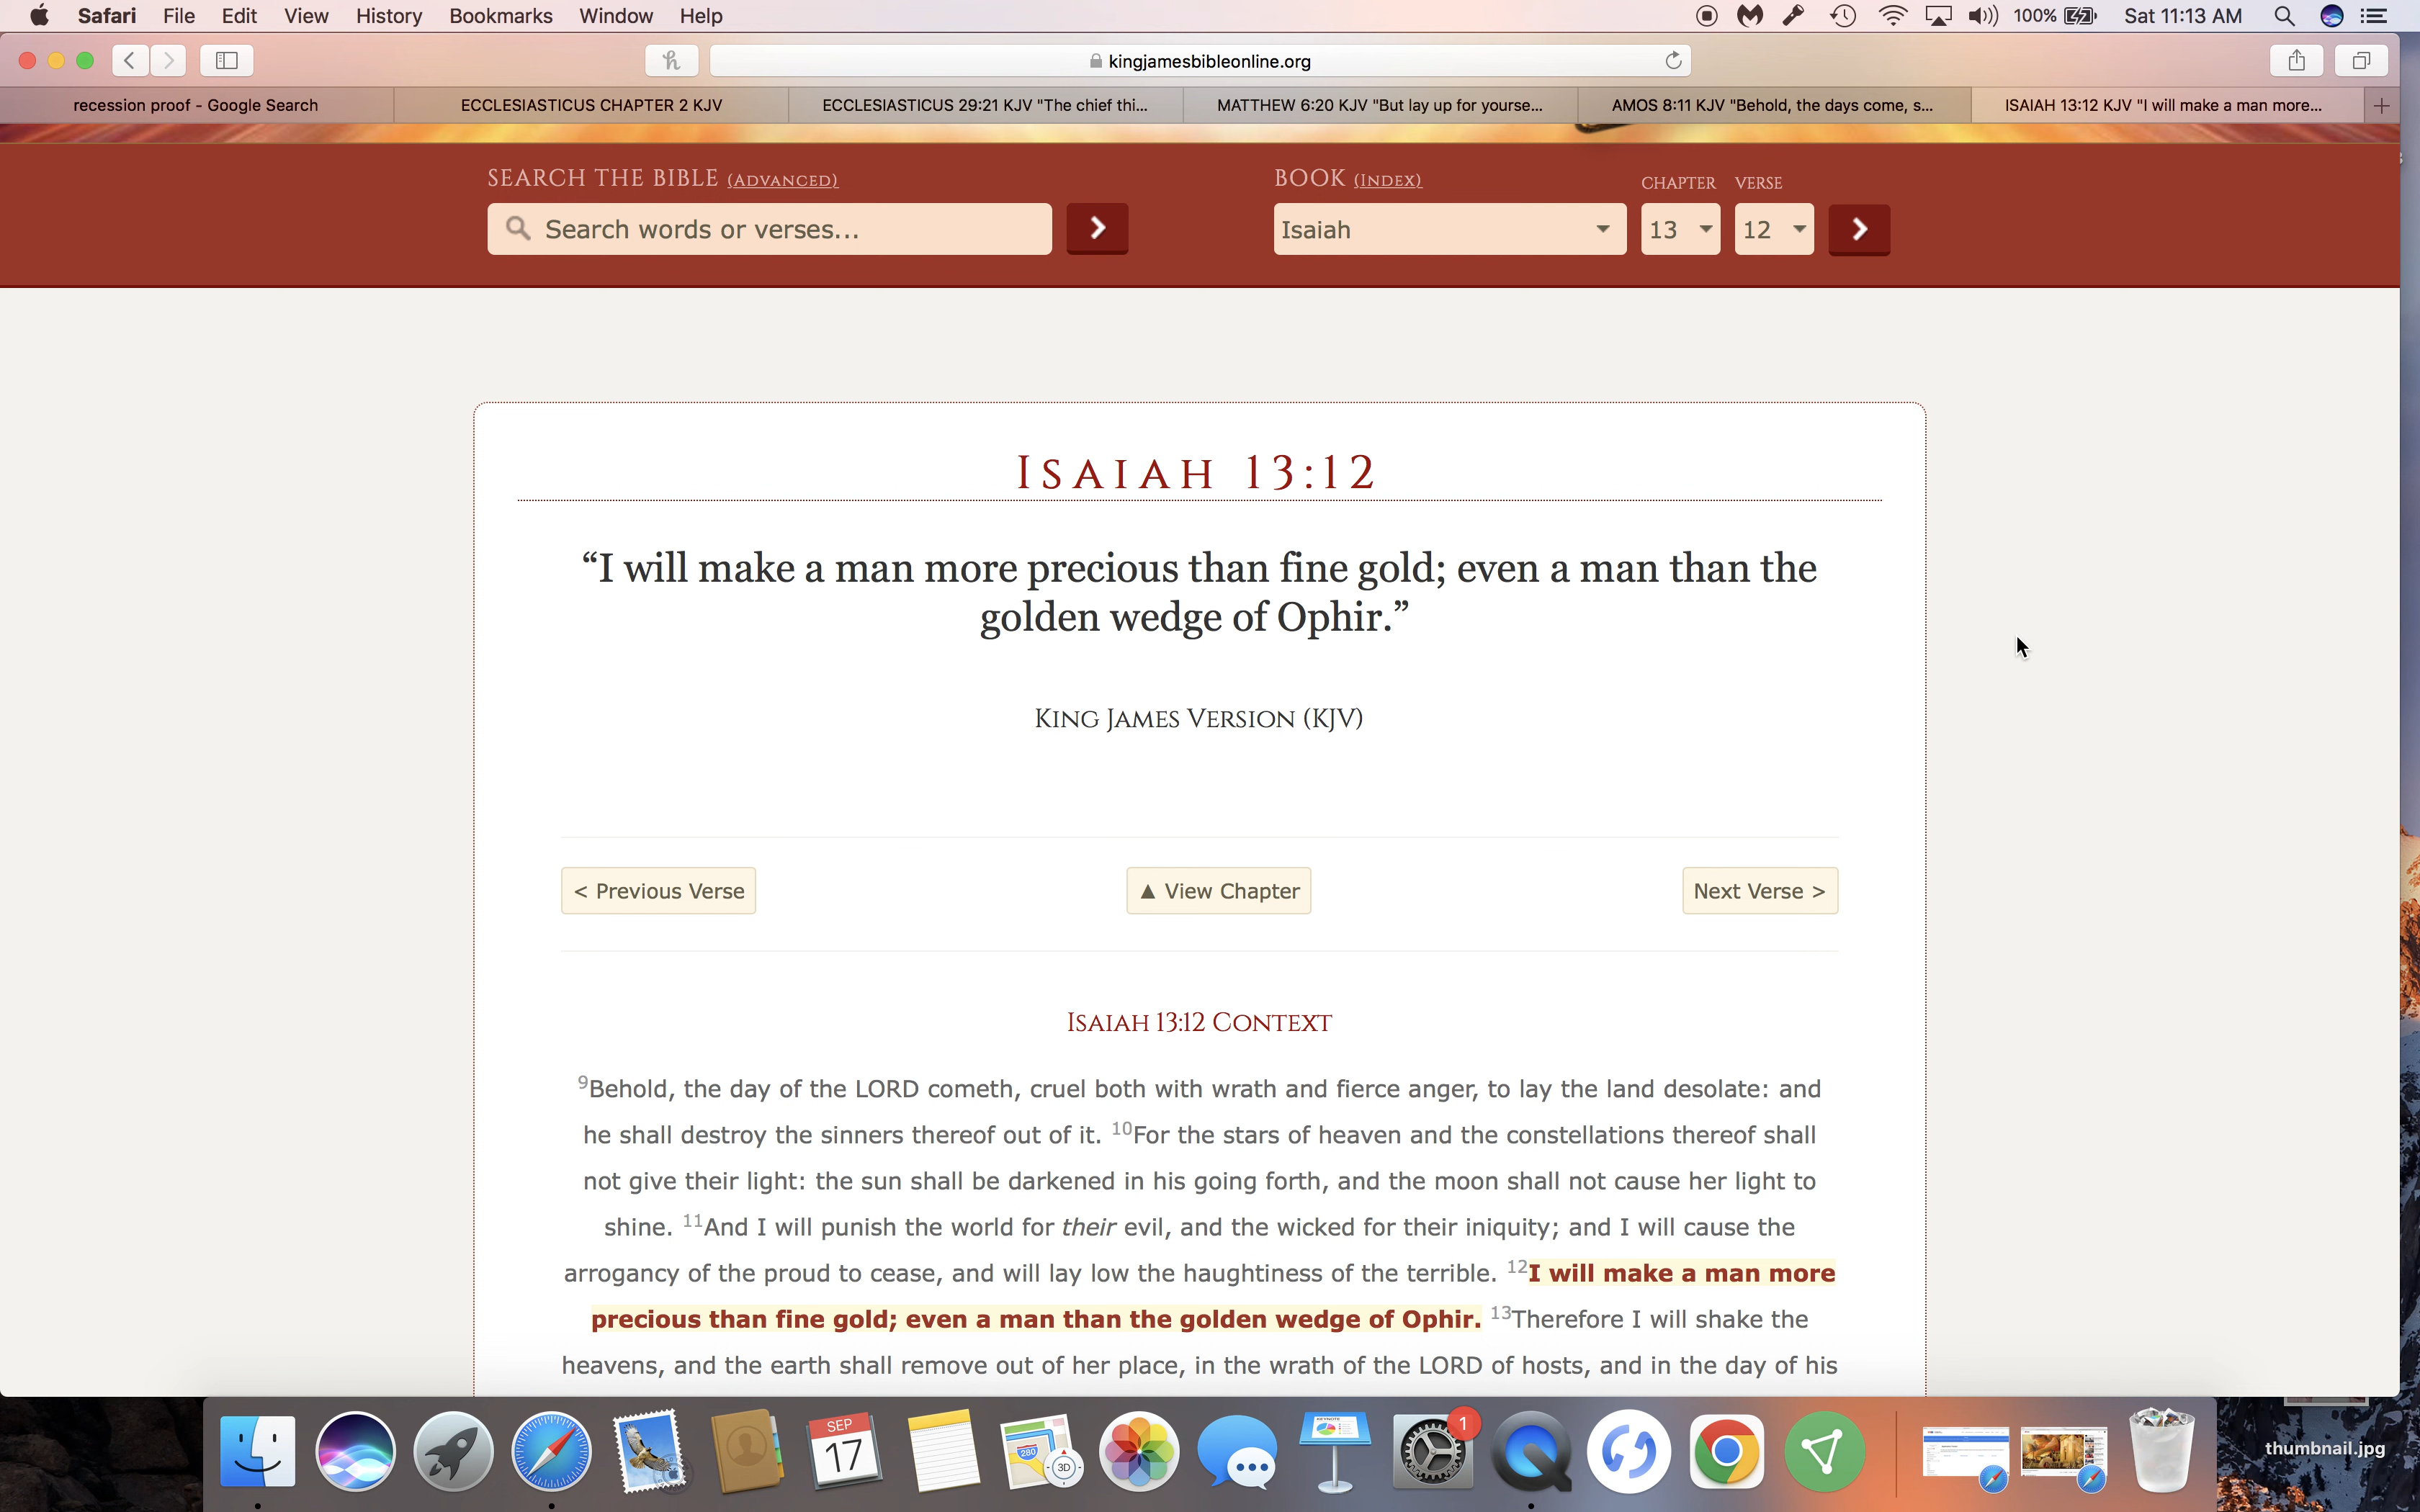 Safari File Edit View History Bookmarks Window Help 100% Sat 11:13 AM
kingjamesbibleonline.org
recession proof - Google Search
ECCLESIASTICUS CHAPTER 2 KJV
ECCLESIASTICUS 29:21 KJV "The chief thi...
MATTHEW 6:20 KJV "But lay up for yourse...
AMOS 8:11 KJV "Behold, the days come, s...
ISAIAH 13:12 KJV "I will make a man more...
SEARCH THE BIBLE (ADVANCED)
Search words or verses...
BOOK (INDEX) CHAPTER VERSE
Isaiah 13 12
ISAIAH 13:12
“I will make a man more precious than fine gold; even a man than the
golden wedge of Ophir.”
KING JAMES VERSION (KJV)
< Previous Verse ▲ View Chapter Next Verse >
ISAIAH 13:12 CONTEXT
9Behold, the day of the LORD cometh, cruel both with wrath and fierce anger, to lay the land desolate: and
he shall destroy the sinners thereof out of it. 10For the stars of heaven and the constellations thereof shall
not give their light: the sun shall be darkened in his going forth, and the moon shall not cause her light to
shine. 11And I will punish the world for their evil, and the wicked for their iniquity; and I will cause the
arrogancy of the proud to cease, and will lay low the haughtiness of the terrible. 12I will make a man more
precious than fine gold; even a man than the golden wedge of Ophir. 13Therefore I will shake the
heavens, and the earth shall remove out of her place, in the wrath of the LORD of hosts, and in the day of his
SEP
17
280
3D
KEYNOTE
1
thumbnail.jpg